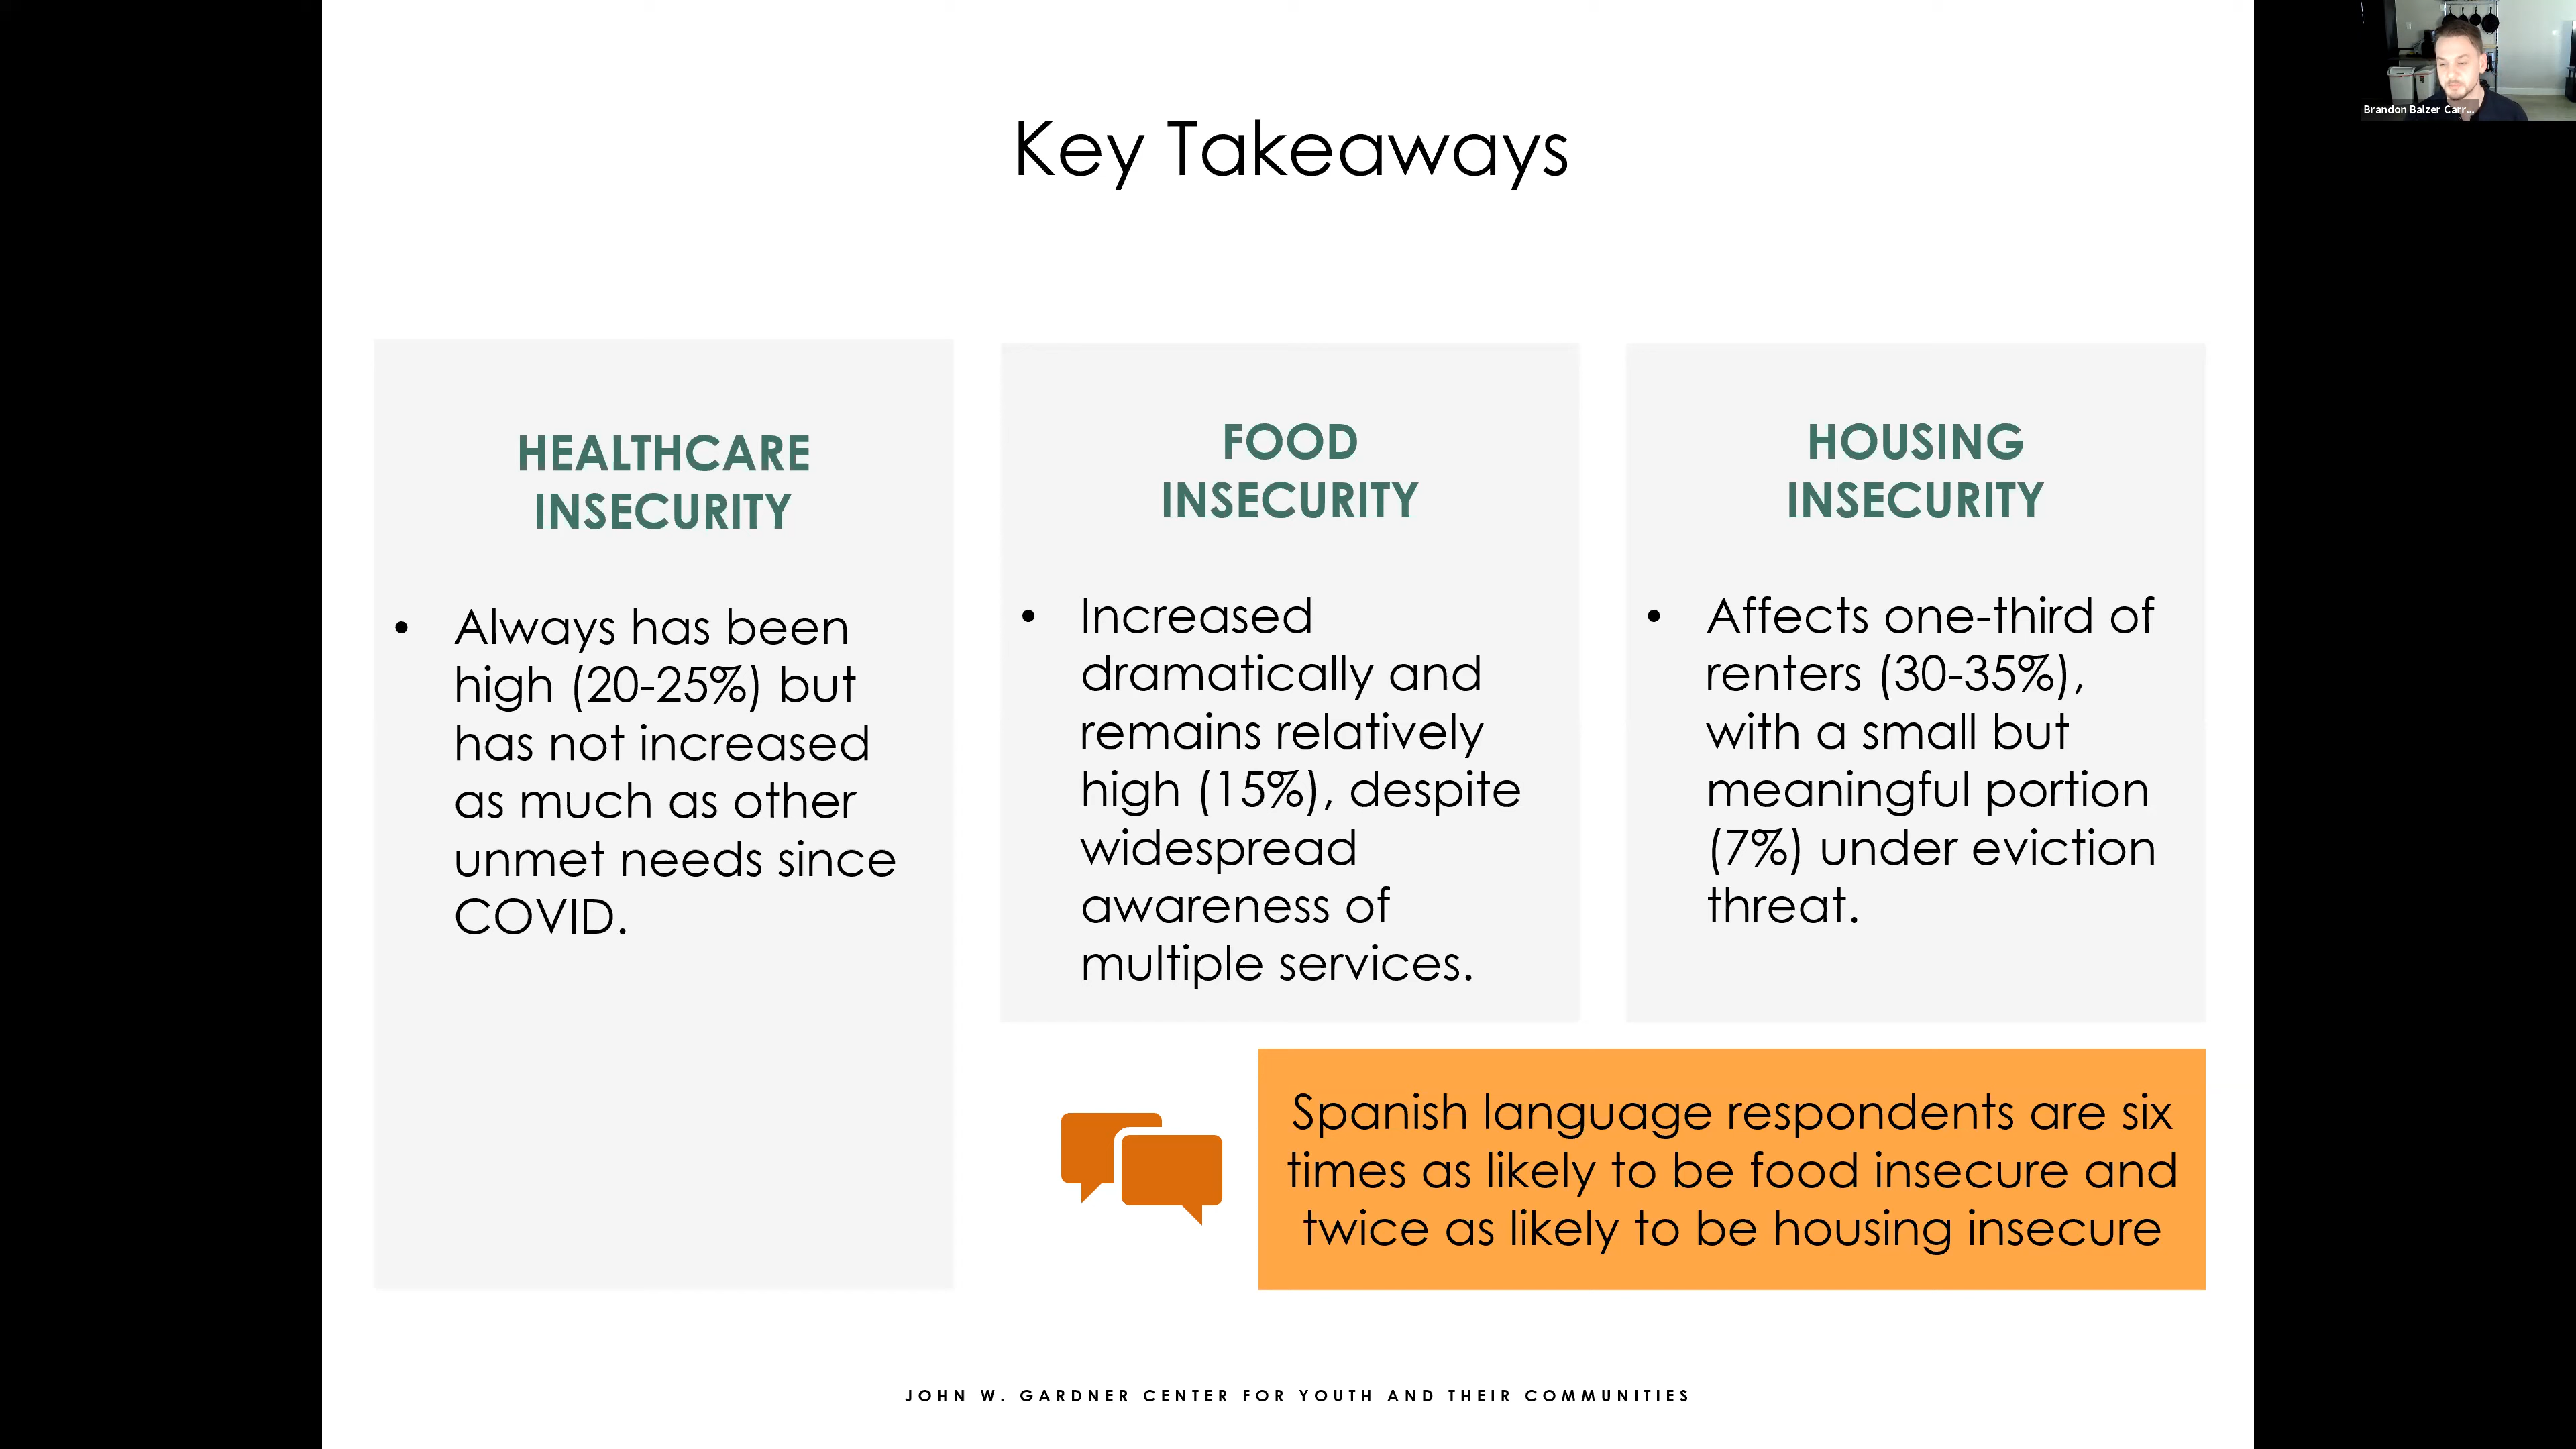 Key Takeaways
Brandon Balzer Carr...
HEALTHCARE
INSECURITY
• Always has been
high (20-25%) but
has not increased
as much as other
unmet needs since
COVID.
FOOD
INSECURITY
• Increased
dramatically and
remains relatively
high (15%), despite
widespread
awareness of
multiple services.
HOUSING
INSECURITY
• Affects one-third of
renters (30-35%),
with a small but
meaningful portion
(7%) under eviction
threat.
Spanish language respondents are six
times as likely to be food insecure and
twice as likely to be housing insecure
JOHN W. GARDNER CENTER FOR YOUTH AND THEIR COMMUNITIES